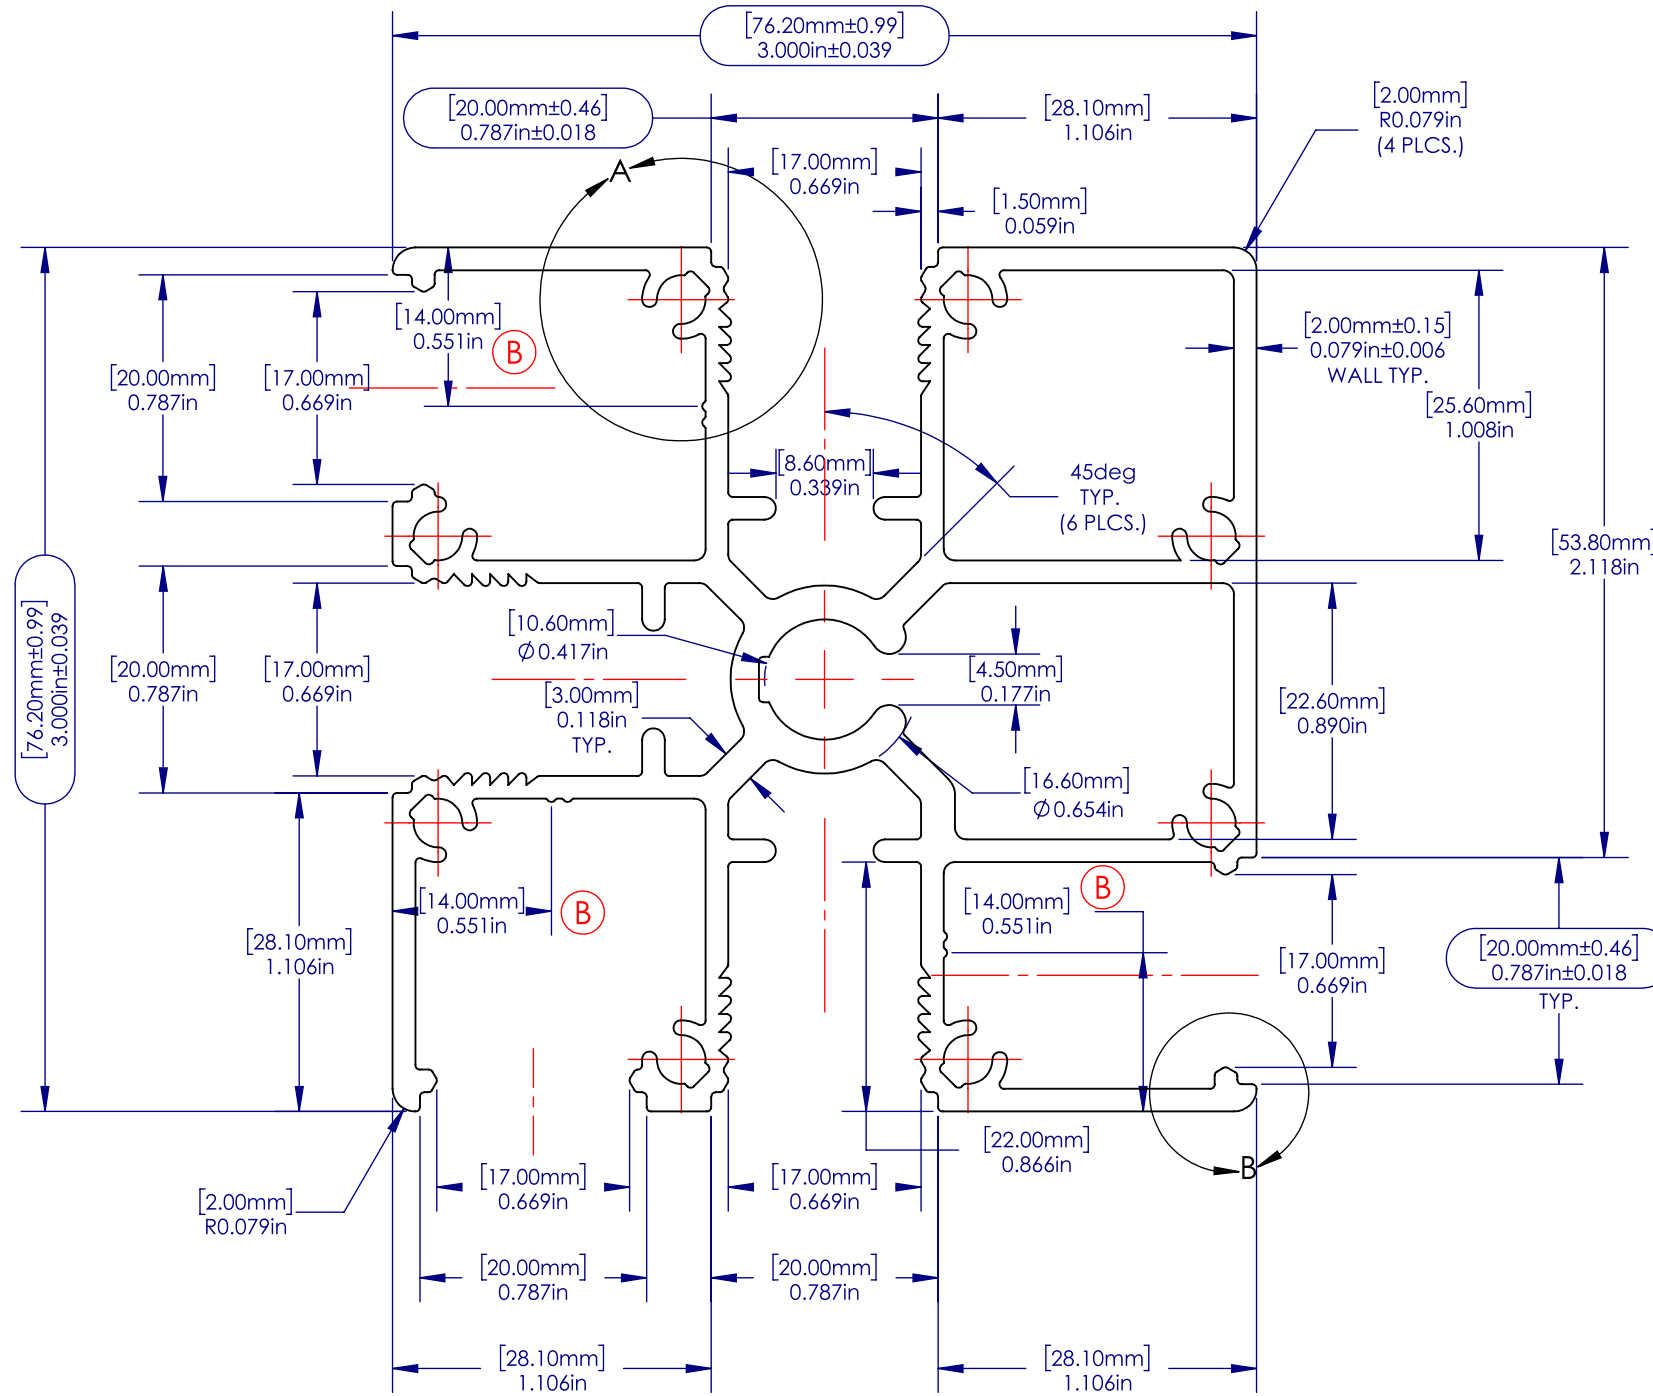 [76.20mm±0.99]
3.000in±0.039
[20.00mm±0.46]
0.787in±0.018
[28.10mm]
1.106in
[2.00mm]
R0.079in
(4 PLCS.)
[17.00mm]
0.669in
A
[1.50mm]
0.059in
[14.00mm]
0.551in
B
[2.00mm±0.15]
0.079in±0.006
WALL TYP.
[20.00mm]
0.787in
[17.00mm]
0.669in
[25.60mm]
1.008in
[8.60mm]
0.339in
45deg
TYP.
(6 PLCS.)
[53.80mm]
2.118in
[76.20mm±0.99]
3.000in±0.039
[10.60mm]
Ø0.417in
[20.00mm]
0.787in
[17.00mm]
0.669in
[4.50mm]
0.177in
[3.00mm]
0.118in
TYP.
[22.60mm]
0.890in
[16.60mm]
Ø0.654in
[14.00mm]
0.551in
B
[14.00mm]
0.551in
B
[28.10mm]
1.106in
[17.00mm]
0.669in
[20.00mm±0.46]
0.787in±0.018
TYP.
[22.00mm]
0.866in
B
[17.00mm]
0.669in
[17.00mm]
0.669in
[2.00mm]
R0.079in
[20.00mm]
0.787in
[20.00mm]
0.787in
[28.10mm]
1.106in
[28.10mm]
1.106in